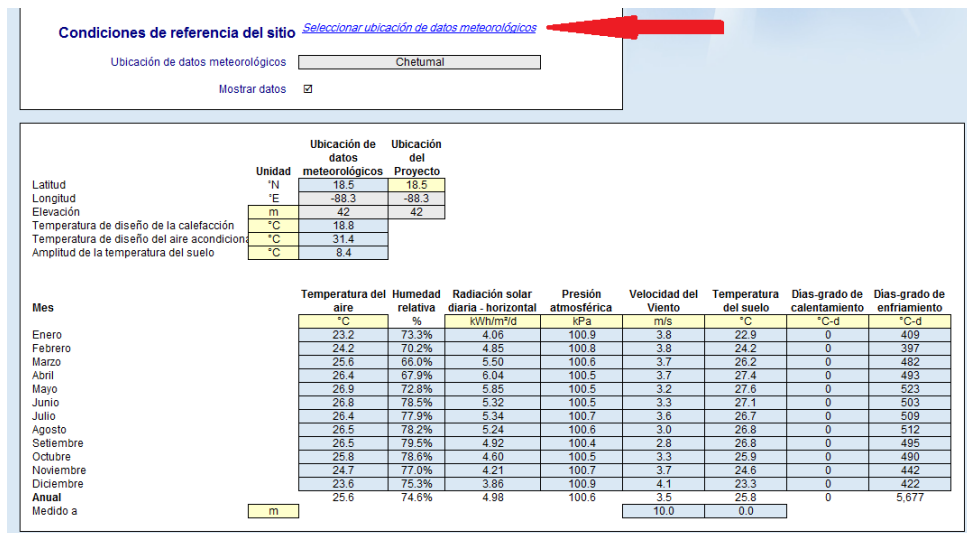 Condiciones de referencia del sitio Seleccionar ubicación de datos meteorológicos
Ubicación de datos meteorológicos Chetumal
Mostrar datos
Ubicación de Ubicación
datos del
Unidad meteorológicos Proyecto
Latitud °N 18.5 18.5
Longitud °E -88.3 -88.3
Elevación m 42 42
Temperatura de diseño de la calefacción °C 18.8
Temperatura de diseño del aire acondiciona °C 31.4
Amplitud de la temperatura del suelo °C 8.4
Temperatura del Humedad Radiación solar Presión Velocidad del Temperatura Días-grado de Días-grado de
Mes aire relativa diaria - horizontal atmosférica Viento del suelo calentamiento enfriamiento
°C % kWh/m²/d kPa m/s °C °C-d °C-d
Enero 23.2 73.3% 4.06 100.9 3.8 22.9 0 409
Febrero 24.2 70.2% 4.85 100.8 3.8 24.2 0 397
Marzo 25.6 66.0% 5.50 100.6 3.7 26.2 0 482
Abril 26.4 67.9% 6.04 100.5 3.7 27.4 0 493
Mayo 26.9 72.8% 5.85 100.5 3.2 27.6 0 523
Junio 26.8 78.5% 5.32 100.5 3.3 27.1 0 503
Julio 26.4 77.9% 5.34 100.7 3.6 26.7 0 509
Agosto 26.5 78.2% 5.24 100.6 3.0 26.8 0 512
Setiembre 26.5 79.5% 4.92 100.4 2.8 26.8 0 495
Octubre 25.8 78.6% 4.60 100.5 3.3 25.9 0 490
Noviembre 24.7 77.0% 4.21 100.7 3.7 24.6 0 442
Diciembre 23.6 75.3% 3.86 100.9 4.1 23.3 0 422
Anual 25.6 74.6% 4.98 100.6 3.5 25.8 0 5,677
Medido a m 10.0 0.0